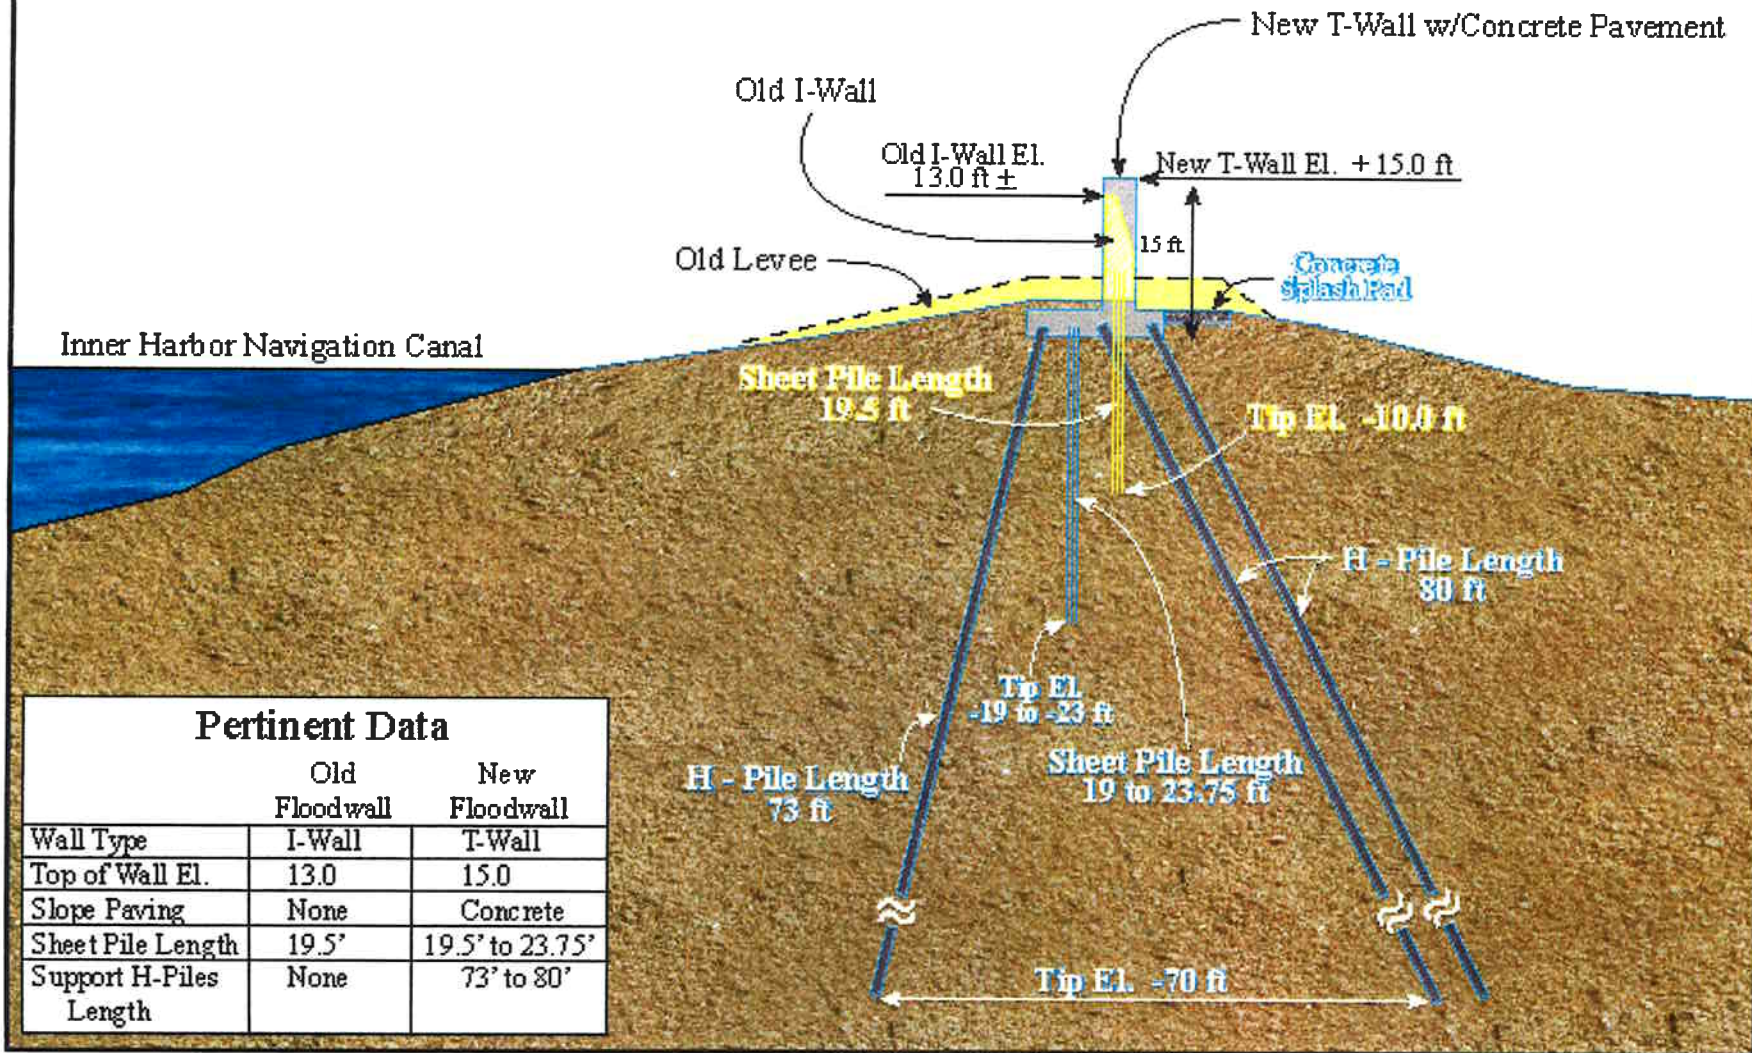 New T-Wall w/Concrete Pavement
Old I-Wall
Old I-Wall El.
13.0 ft ±
New T-Wall El. + 15.0 ft
15 ft
Old Levee
Concrete
Splash Pad
Inner Harbor Navigation Canal
Sheet Pile Length
19.5 ft
Tip El. -10.0 ft
H - Pile Length
80 ft
Tip El.
-19 to -23 ft
Sheet Pile Length
19 to 23.75 ft
H - Pile Length
73 ft
Tip El. -70 ft
Pertinent Data
Old New
Floodwall Floodwall
Wall Type I-Wall T-Wall
Top of Wall El. 13.0 15.0
Slope Paving None Concrete
Sheet Pile Length 19.5' 19.5' to 23.75'
Support H-Piles None 73' to 80'
Length